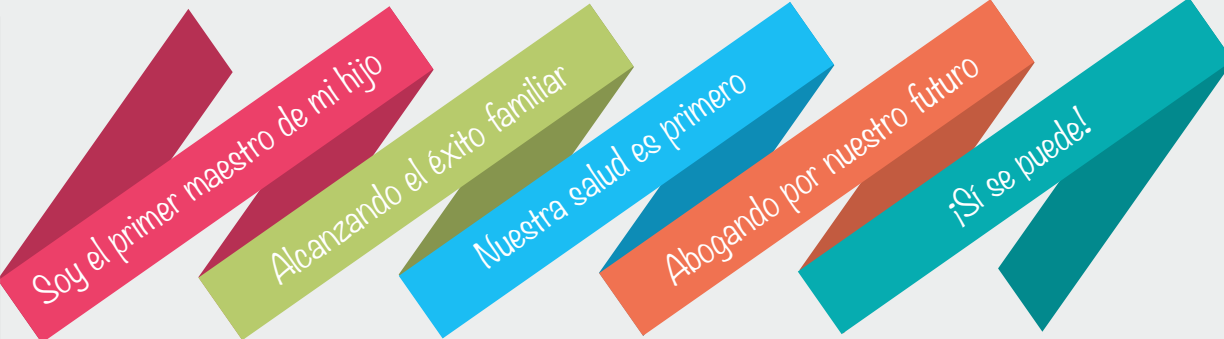 Soy el primer maestro de mi hijo
Alcanzando el éxito familiar
Nuestra salud es primero
Abogando por nuestro futuro
¡Sí se puede!